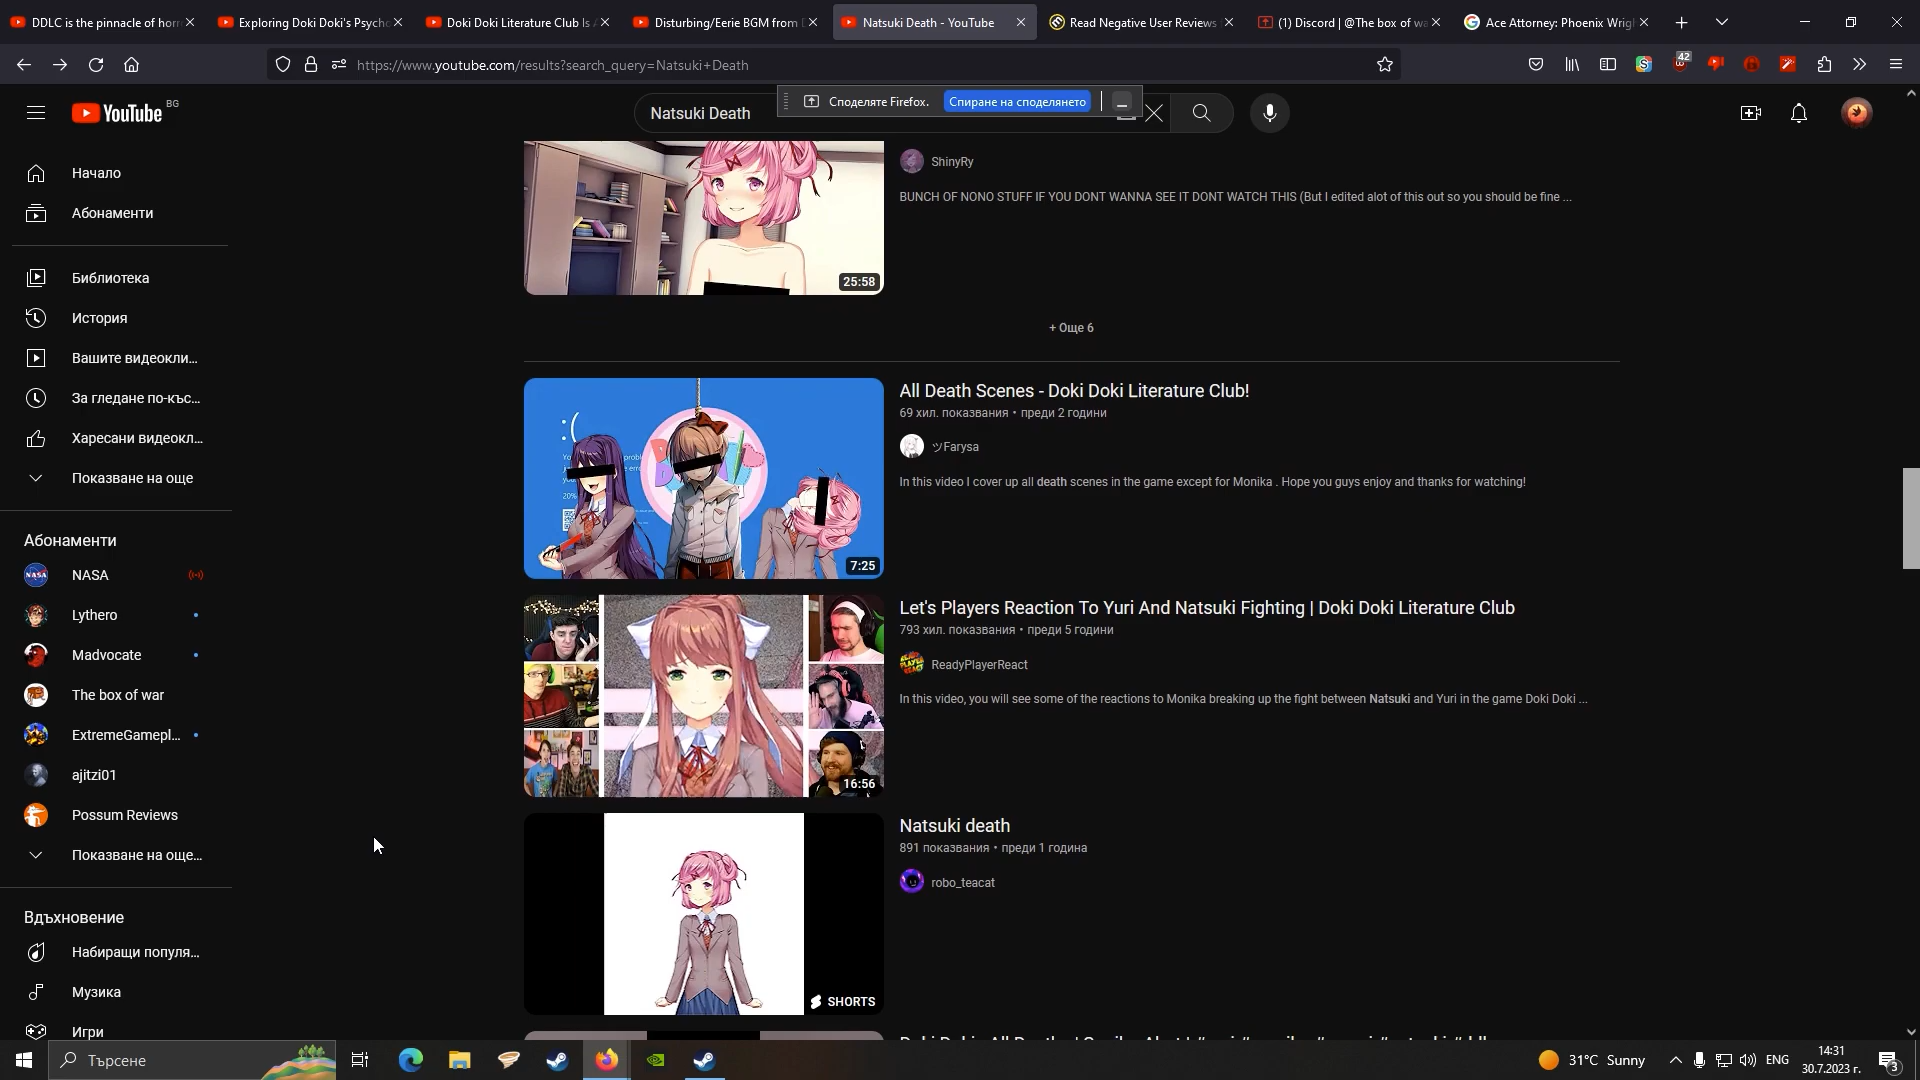 DDLC is the pinnacle of horr
Exploring Doki Doki's Psycho
Doki Doki Literature Club Is A
Disturbing/Eerie BGM from D
Natsuki Death - YouTube
Read Negative User Reviews
(1) Discord | @The box of wa
Ace Attorney: Phoenix Wrig
https://www.youtube.com/results?search_query=Natsuki+Death
42
YouTube BG
Natsuki Death
Споделяте Firefox.
Спиране на споделянето
Начало
Абонаменти
Библиотека
История
Вашите видеокли...
За гледане по-със...
Харесани видеокл...
Показване на още
Абонаменти
NASA
Lythero
Madvocate
The box of war
ExtremeGamepl...
ajitzi01
Possum Reviews
Показване на още...
Вдъхновение
Набиращи популя...
Музика
Игри
25:58
ShinyRy
BUNCH OF NONO STUFF IF YOU DONT WANNA SEE IT DONT WATCH THIS (But I edited alot of this out so you should be fine ...
+ Още 6
:(
20%
7:25
All Death Scenes - Doki Doki Literature Club!
69 хил. показвания • преди 2 години
ツFarysa
In this video I cover up all death scenes in the game except for Monika . Hope you guys enjoy and thanks for watching!
16:56
Let's Players Reaction To Yuri And Natsuki Fighting | Doki Doki Literature Club
793 хил. показвания • преди 5 години
ReadyPlayerReact
In this video, you will see some of the reactions to Monika breaking up the fight between Natsuki and Yuri in the game Doki Doki ...
SHORTS
Natsuki death
891 показвания • преди 1 година
robo_teacat
Търсене
31°C Sunny
ENG
14:31
30.7.2023 г.
3